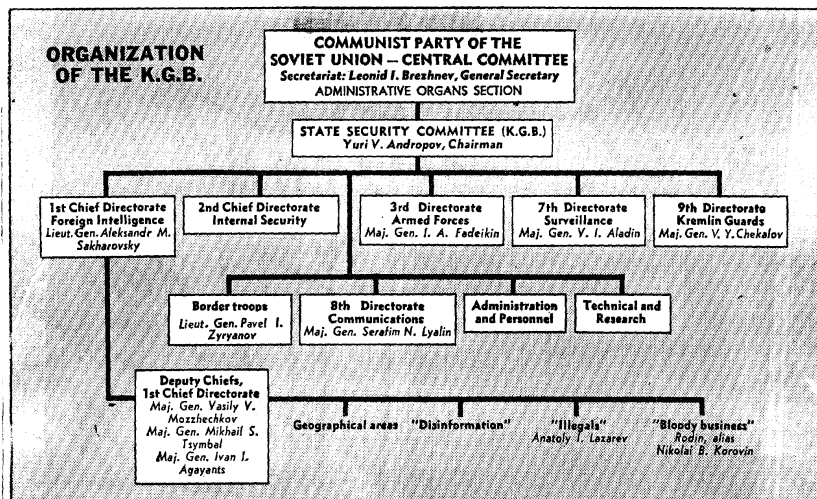 ORGANIZATION
OF THE K.G.B.
COMMUNIST PARTY OF THE
SOVIET UNION — CENTRAL COMMITTEE
Secretariat: Leonid I. Brezhnev, General Secretary
ADMINISTRATIVE ORGANS SECTION
STATE SECURITY COMMITTEE (K.G.B.)
Yuri V. Andropov, Chairman
1st Chief Directorate
Foreign Intelligence
Lieut. Gen. Aleksandr M.
Sakharovsky
2nd Chief Directorate
Internal Security
3rd Directorate
Armed Forces
Maj. Gen. I. A. Fadeikin
7th Directorate
Surveillance
Maj. Gen. V. I. Aladin
9th Directorate
Kremlin Guards
Maj. Gen. V. Y. Chekalov
Border troops
Lieut. Gen. Pavel I.
Zyryanov
8th Directorate
Communications
Maj. Gen. Serafim N. Lyalin
Administration
and Personnel
Technical and
Research
Deputy Chiefs,
1st Chief Directorate
Maj. Gen. Vasily V.
Mozzhechkov
Maj. Gen. Mikhail S.
Tsymbal
Maj. Gen. Ivan I.
Agayants
Geographical areas
"Disinformation"
"Illegals"
Anatoly I. Lazarev
"Bloody business"
Rodin, alias
Nikolai B. Korovin